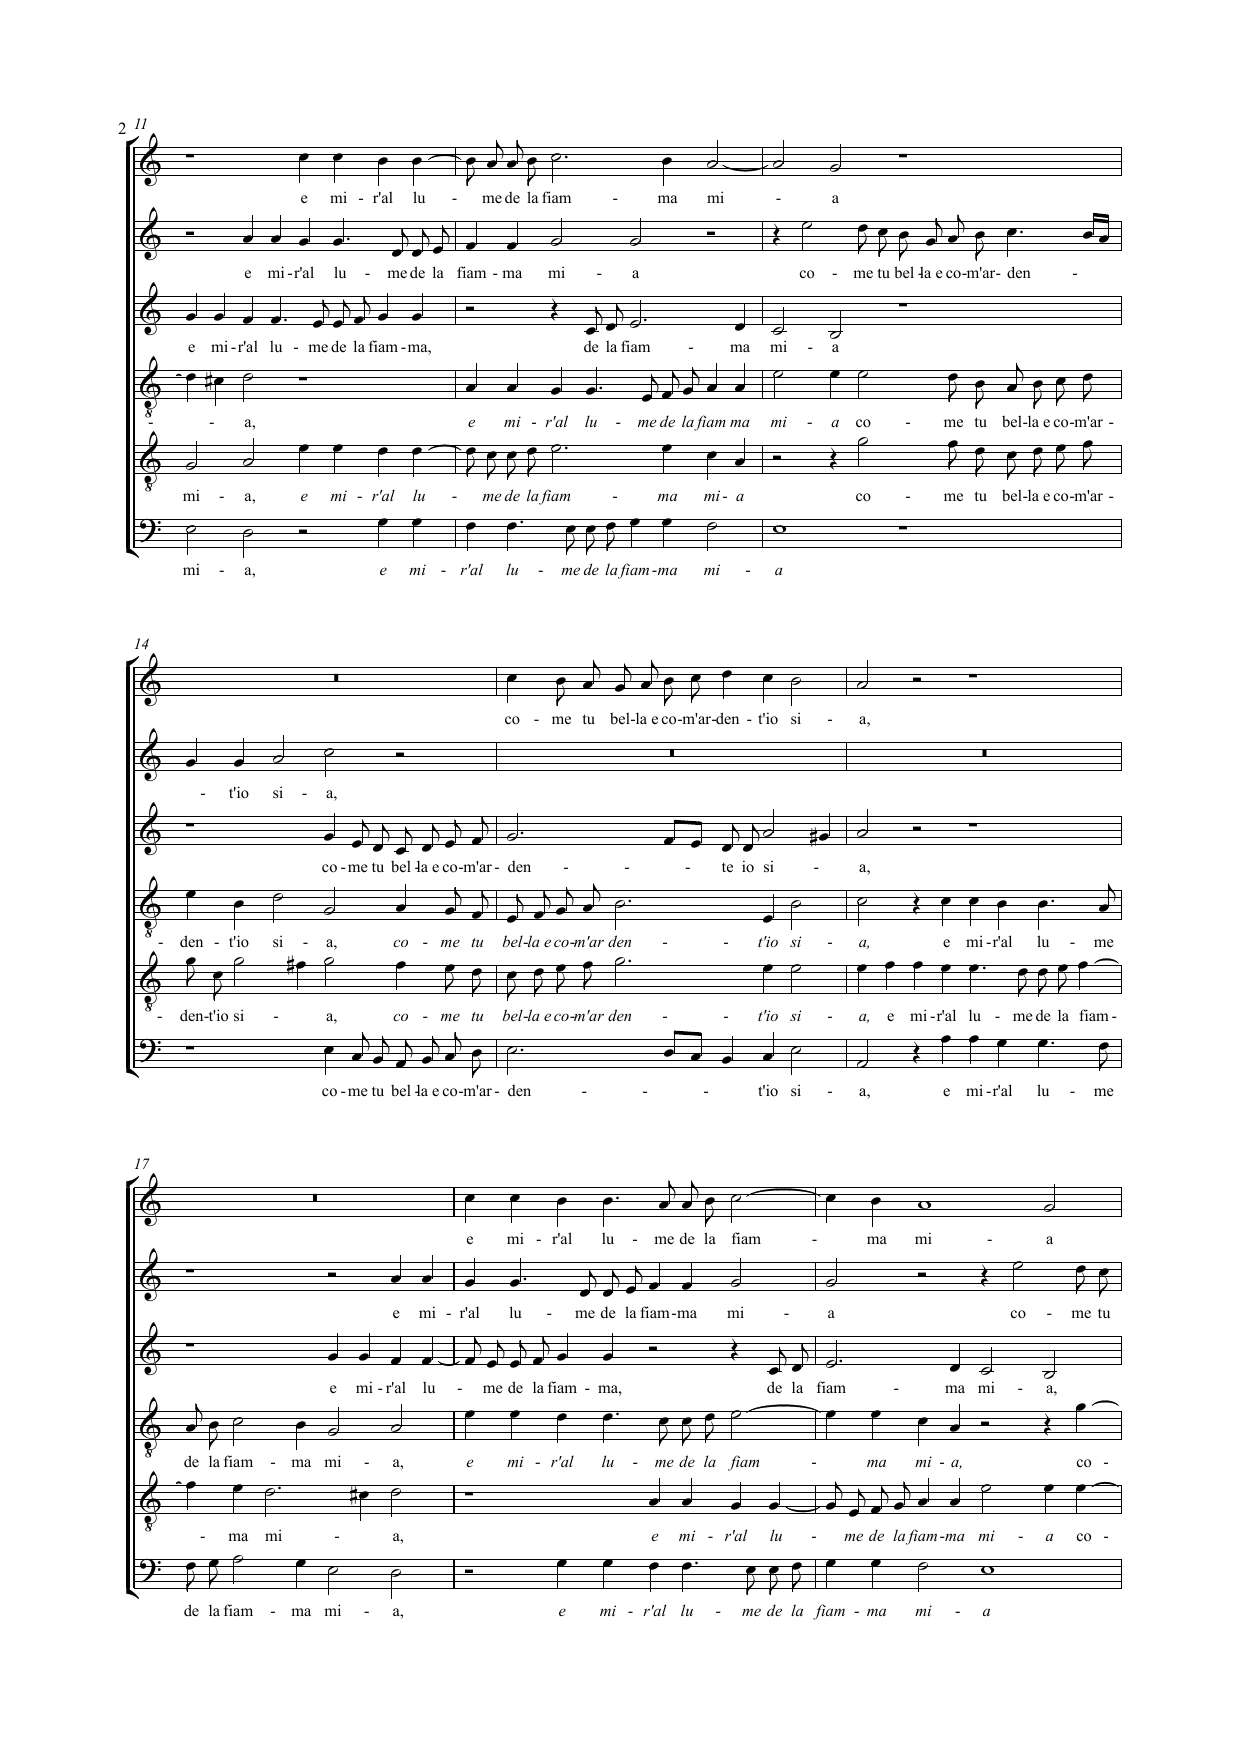 2 11
e mi - r'al lu - me de la fiam - ma mi - a
e mi - r'al lu - me de la fiam - ma mi - a co - me tu bel - la e co - m'ar - den -
e mi - r'al lu - me de la fiam - ma, de la fiam - ma mi - a
- - a, e mi - r'al lu - me de la fiam ma mi - a co - me tu bel - la e co - m'ar -
mi - a, e mi - r'al lu - me de la fiam - ma mi - a co - me tu bel - la e co - m'ar -
mi - a, e mi - r'al lu - me de la fiam - ma mi - a
14
co - me tu bel - la e co - m'ar - den - t'io si - a,
- t'io si - a,
co - me tu bel - la e co - m'ar - den - - - te io si - a,
- den - t'io si - a, co - me tu bel - la e co - m'ar den - - t'io si - a, e mi - r'al lu - me
- den - t'io si - a, co - me tu bel - la e co - m'ar den - - t'io si - a, e mi - r'al lu - me de la fiam -
co - me tu bel - la e co - m'ar - den - - - t'io si - a, e mi - r'al lu - me
17
e mi - r'al lu - me de la fiam - ma mi - a
e mi - r'al lu - me de la fiam - ma mi - a co - me tu
e mi - r'al lu - me de la fiam - ma, de la fiam - ma mi - a,
de la fiam - ma mi - a, e mi - r'al lu - me de la fiam - ma mi - a, co -
- ma mi - a, e mi - r'al lu - me de la fiam - ma mi - a co -
de la fiam - ma mi - a, e mi - r'al lu - me de la fiam - ma mi - a